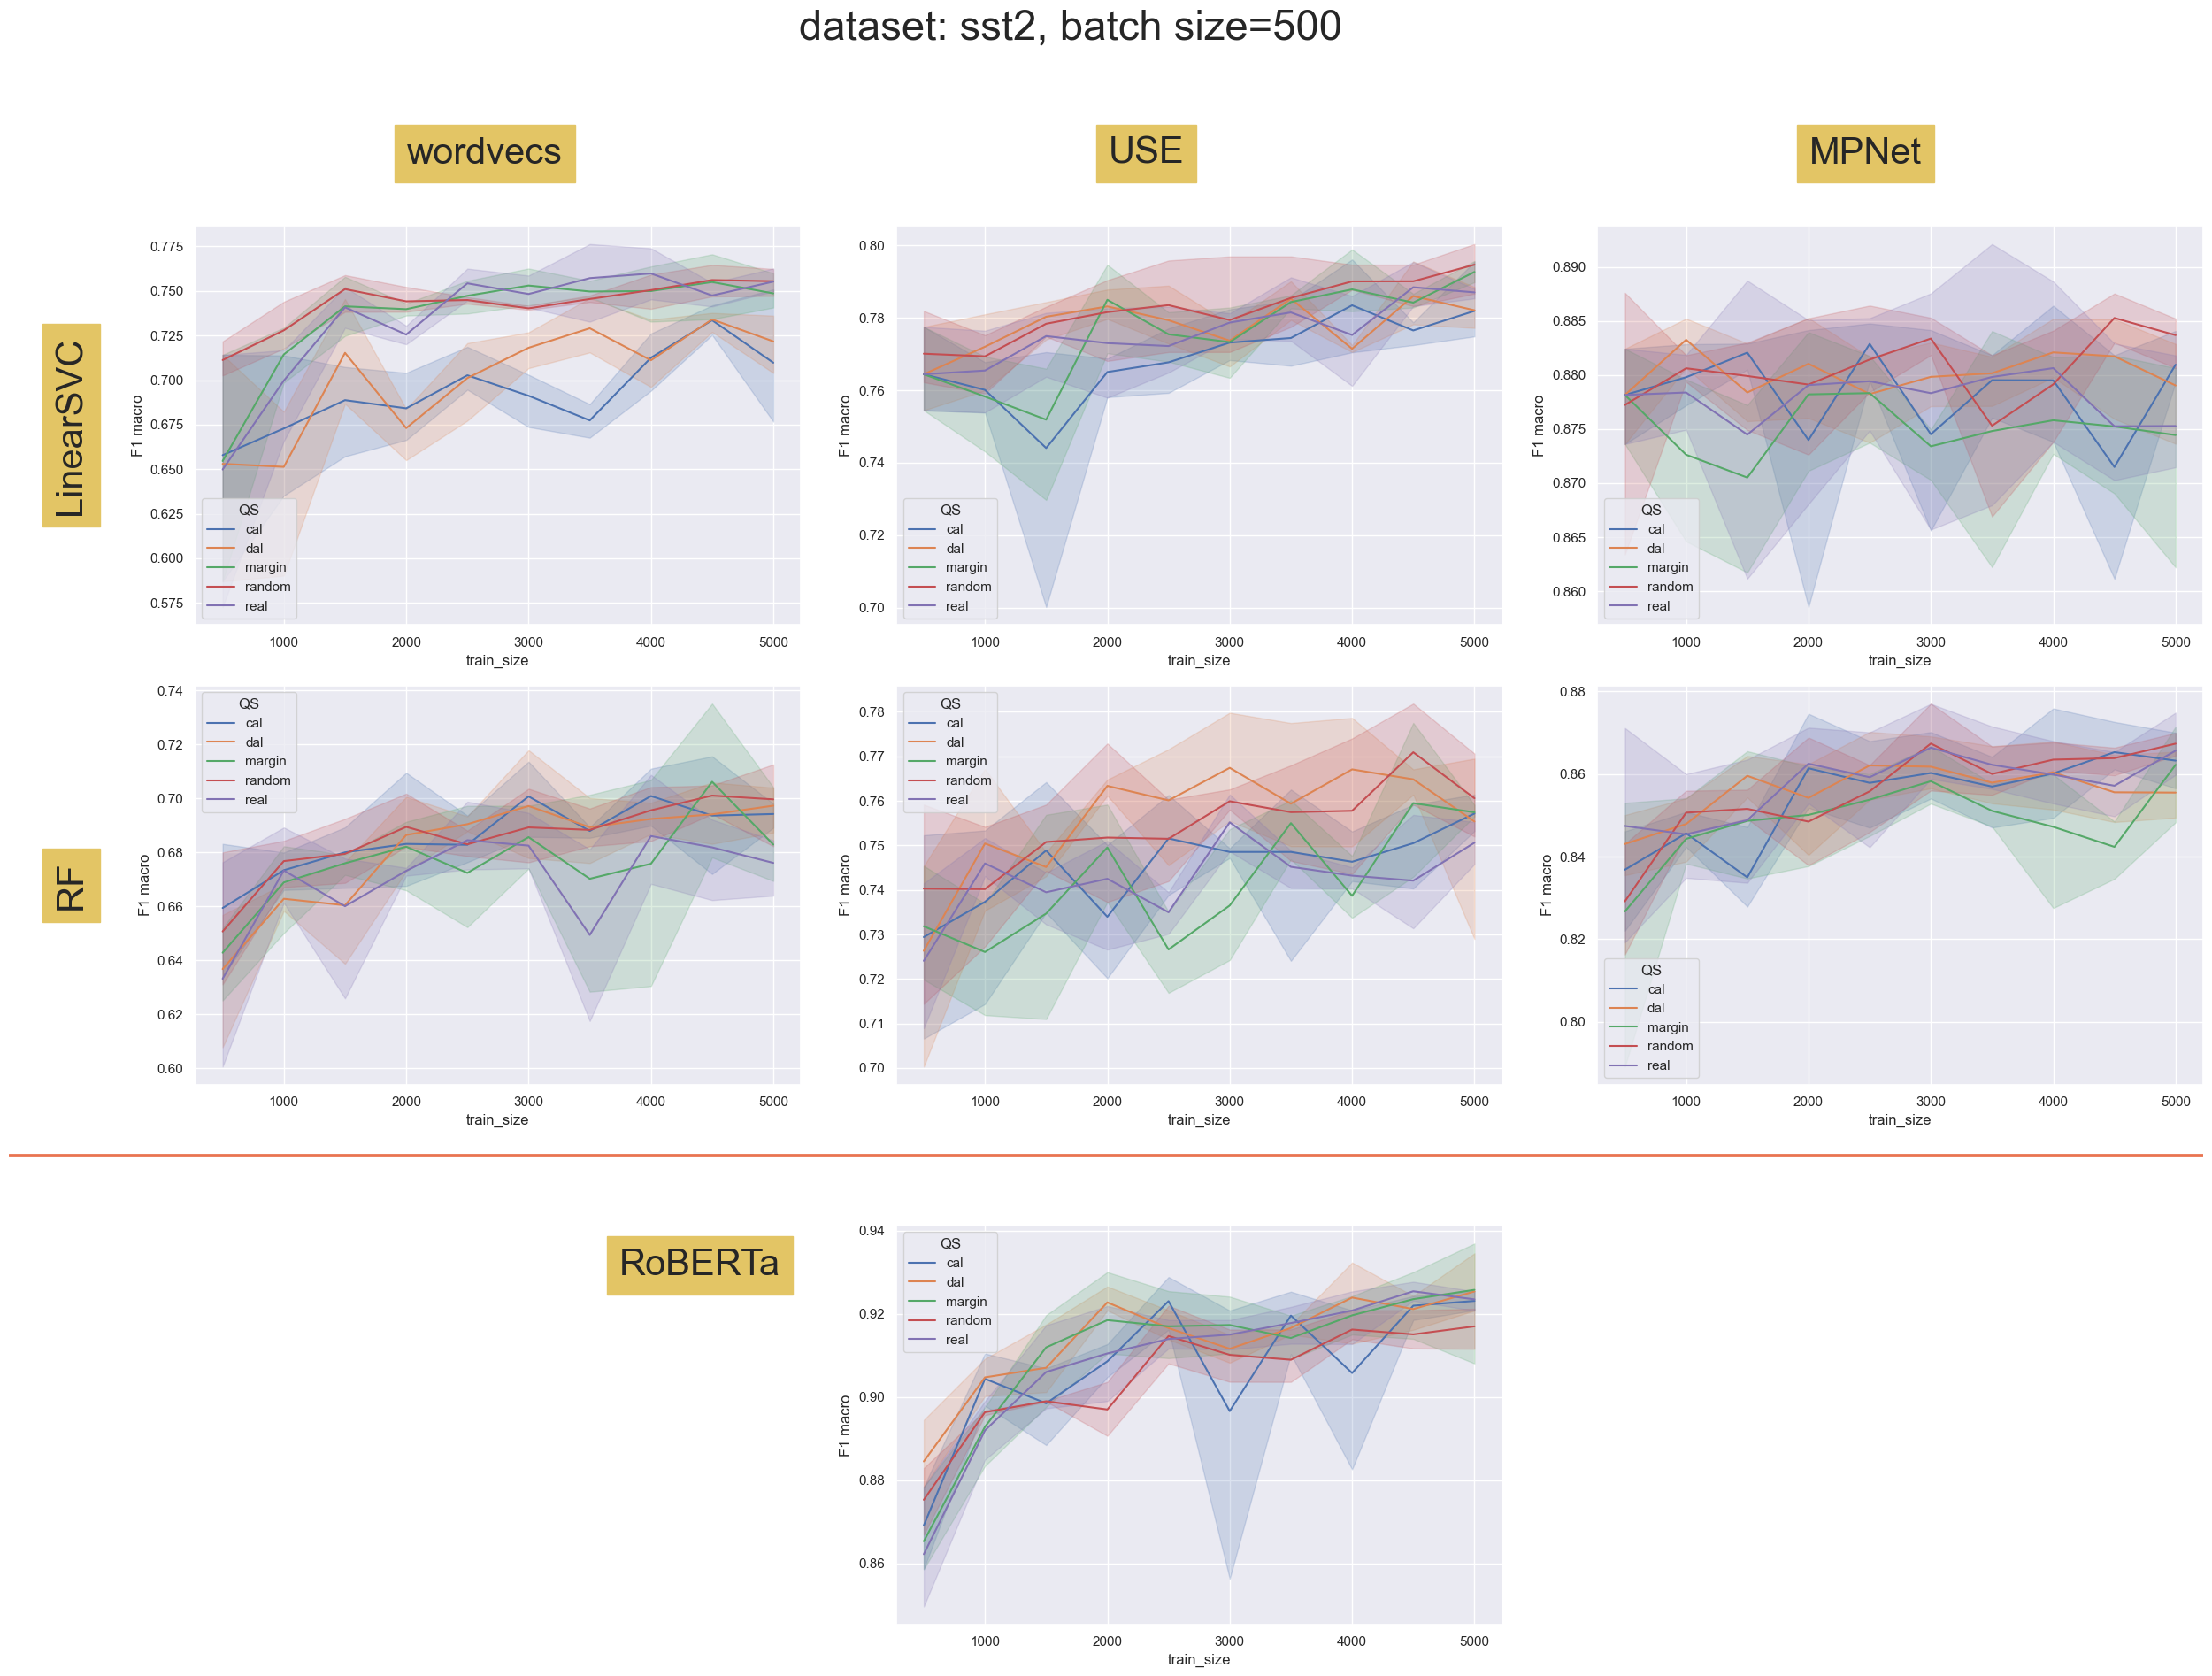 dataset: sst2, batch size=500
wordvecs
USE
MPNet
LinearSVC
F1 macro
0.775
0.750
0.725
0.700
0.675
0.650
0.625
0.600
0.575
QS
cal
dal
margin
random
real
1000 2000 3000 4000 5000
train_size
F1 macro
0.80
0.78
0.76
0.74
0.72
0.70
QS
cal
dal
margin
random
real
1000 2000 3000 4000 5000
train_size
F1 macro
0.890
0.885
0.880
0.875
0.870
0.865
0.860
QS
cal
dal
margin
random
real
1000 2000 3000 4000 5000
train_size
RF
F1 macro
0.74
0.72
0.70
0.68
0.66
0.64
0.62
0.60
QS
cal
dal
margin
random
real
1000 2000 3000 4000 5000
train_size
F1 macro
0.78
0.77
0.76
0.75
0.74
0.73
0.72
0.71
0.70
QS
cal
dal
margin
random
real
1000 2000 3000 4000 5000
train_size
F1 macro
0.88
0.86
0.84
0.82
0.80
QS
cal
dal
margin
random
real
1000 2000 3000 4000 5000
train_size
RoBERTa
F1 macro
0.94
0.92
0.90
0.88
0.86
QS
cal
dal
margin
random
real
1000 2000 3000 4000 5000
train_size